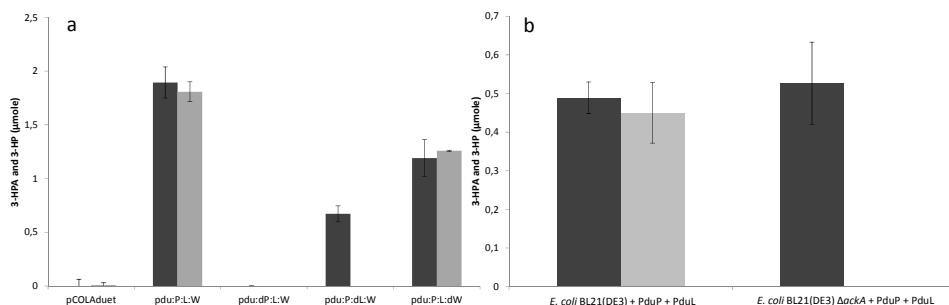 a
3-HPA and 3-HP (µmole)
2,5
2
1,5
1
0,5
0
pCOLAduet
pdu:P:L:W
pdu:dP:L:W
pdu:P:dL:W
pdu:P:L:dW
b
3-HPA and 3-HP (µmole)
0,7
0,6
0,5
0,4
0,3
0,2
0,1
0
E. coli BL21(DE3) + PduP + PduL
E. coli BL21(DE3) ΔackA + PduP + PduL